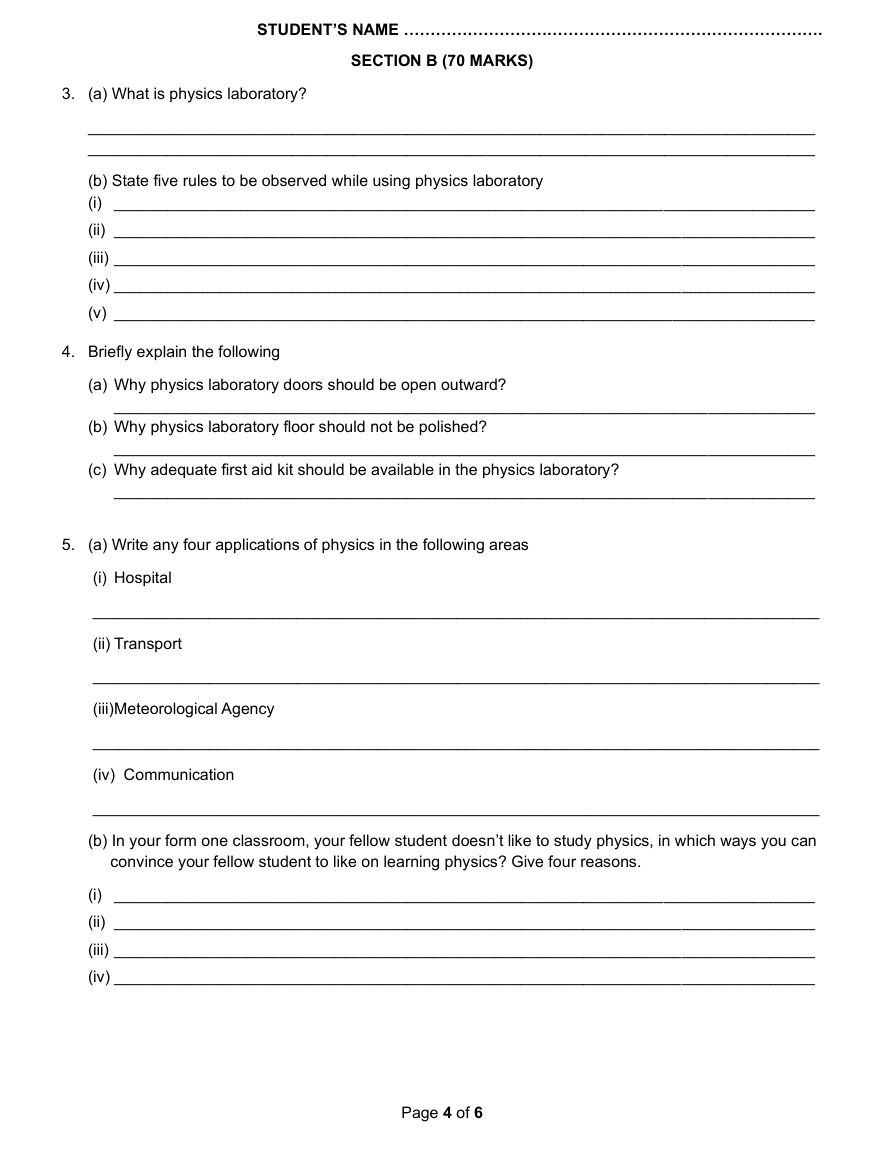 STUDENT'S NAME ……………………………………………………………………….
SECTION B (70 MARKS)
3. (a) What is physics laboratory?
(b) State five rules to be observed while using physics laboratory
(i)
(ii)
(iii)
(iv)
(v)
4. Briefly explain the following
(a) Why physics laboratory doors should be open outward?
(b) Why physics laboratory floor should not be polished?
(c) Why adequate first aid kit should be available in the physics laboratory?
5. (a) Write any four applications of physics in the following areas
(i) Hospital
(ii) Transport
(iii)Meteorological Agency
(iv) Communication
(b) In your form one classroom, your fellow student doesn't like to study physics, in which ways you can
convince your fellow student to like on learning physics? Give four reasons.
(i)
(ii)
(iii)
(iv)
Page 4 of 6